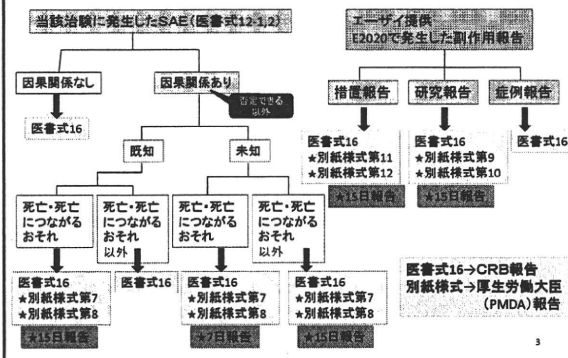 当該治験に発生したSAE(医書式12-1,2)
因果関係なし
因果関係あり
否定できる
以外
医書式16
既知
未知
死亡・死亡
につながる
おそれ
死亡・死亡
につながる
おそれ
以外
死亡・死亡
につながる
おそれ
死亡・死亡
につながる
おそれ
以外
医書式16
★別紙様式第7
★別紙様式第8
★15日報告
医書式16
医書式16
★別紙様式第7
★別紙様式第8
★7日報告
医書式16
★別紙様式第7
★別紙様式第8
★15日報告
エーザイ提供
E2020で発生した副作用報告
措置報告
研究報告
症例報告
医書式16
★別紙様式第11
★別紙様式第12
★15日報告
医書式16
★別紙様式第9
★別紙様式第10
★15日報告
医書式16
医書式16→CRB報告
別紙様式→厚生労働大臣
(PMDA)報告
3